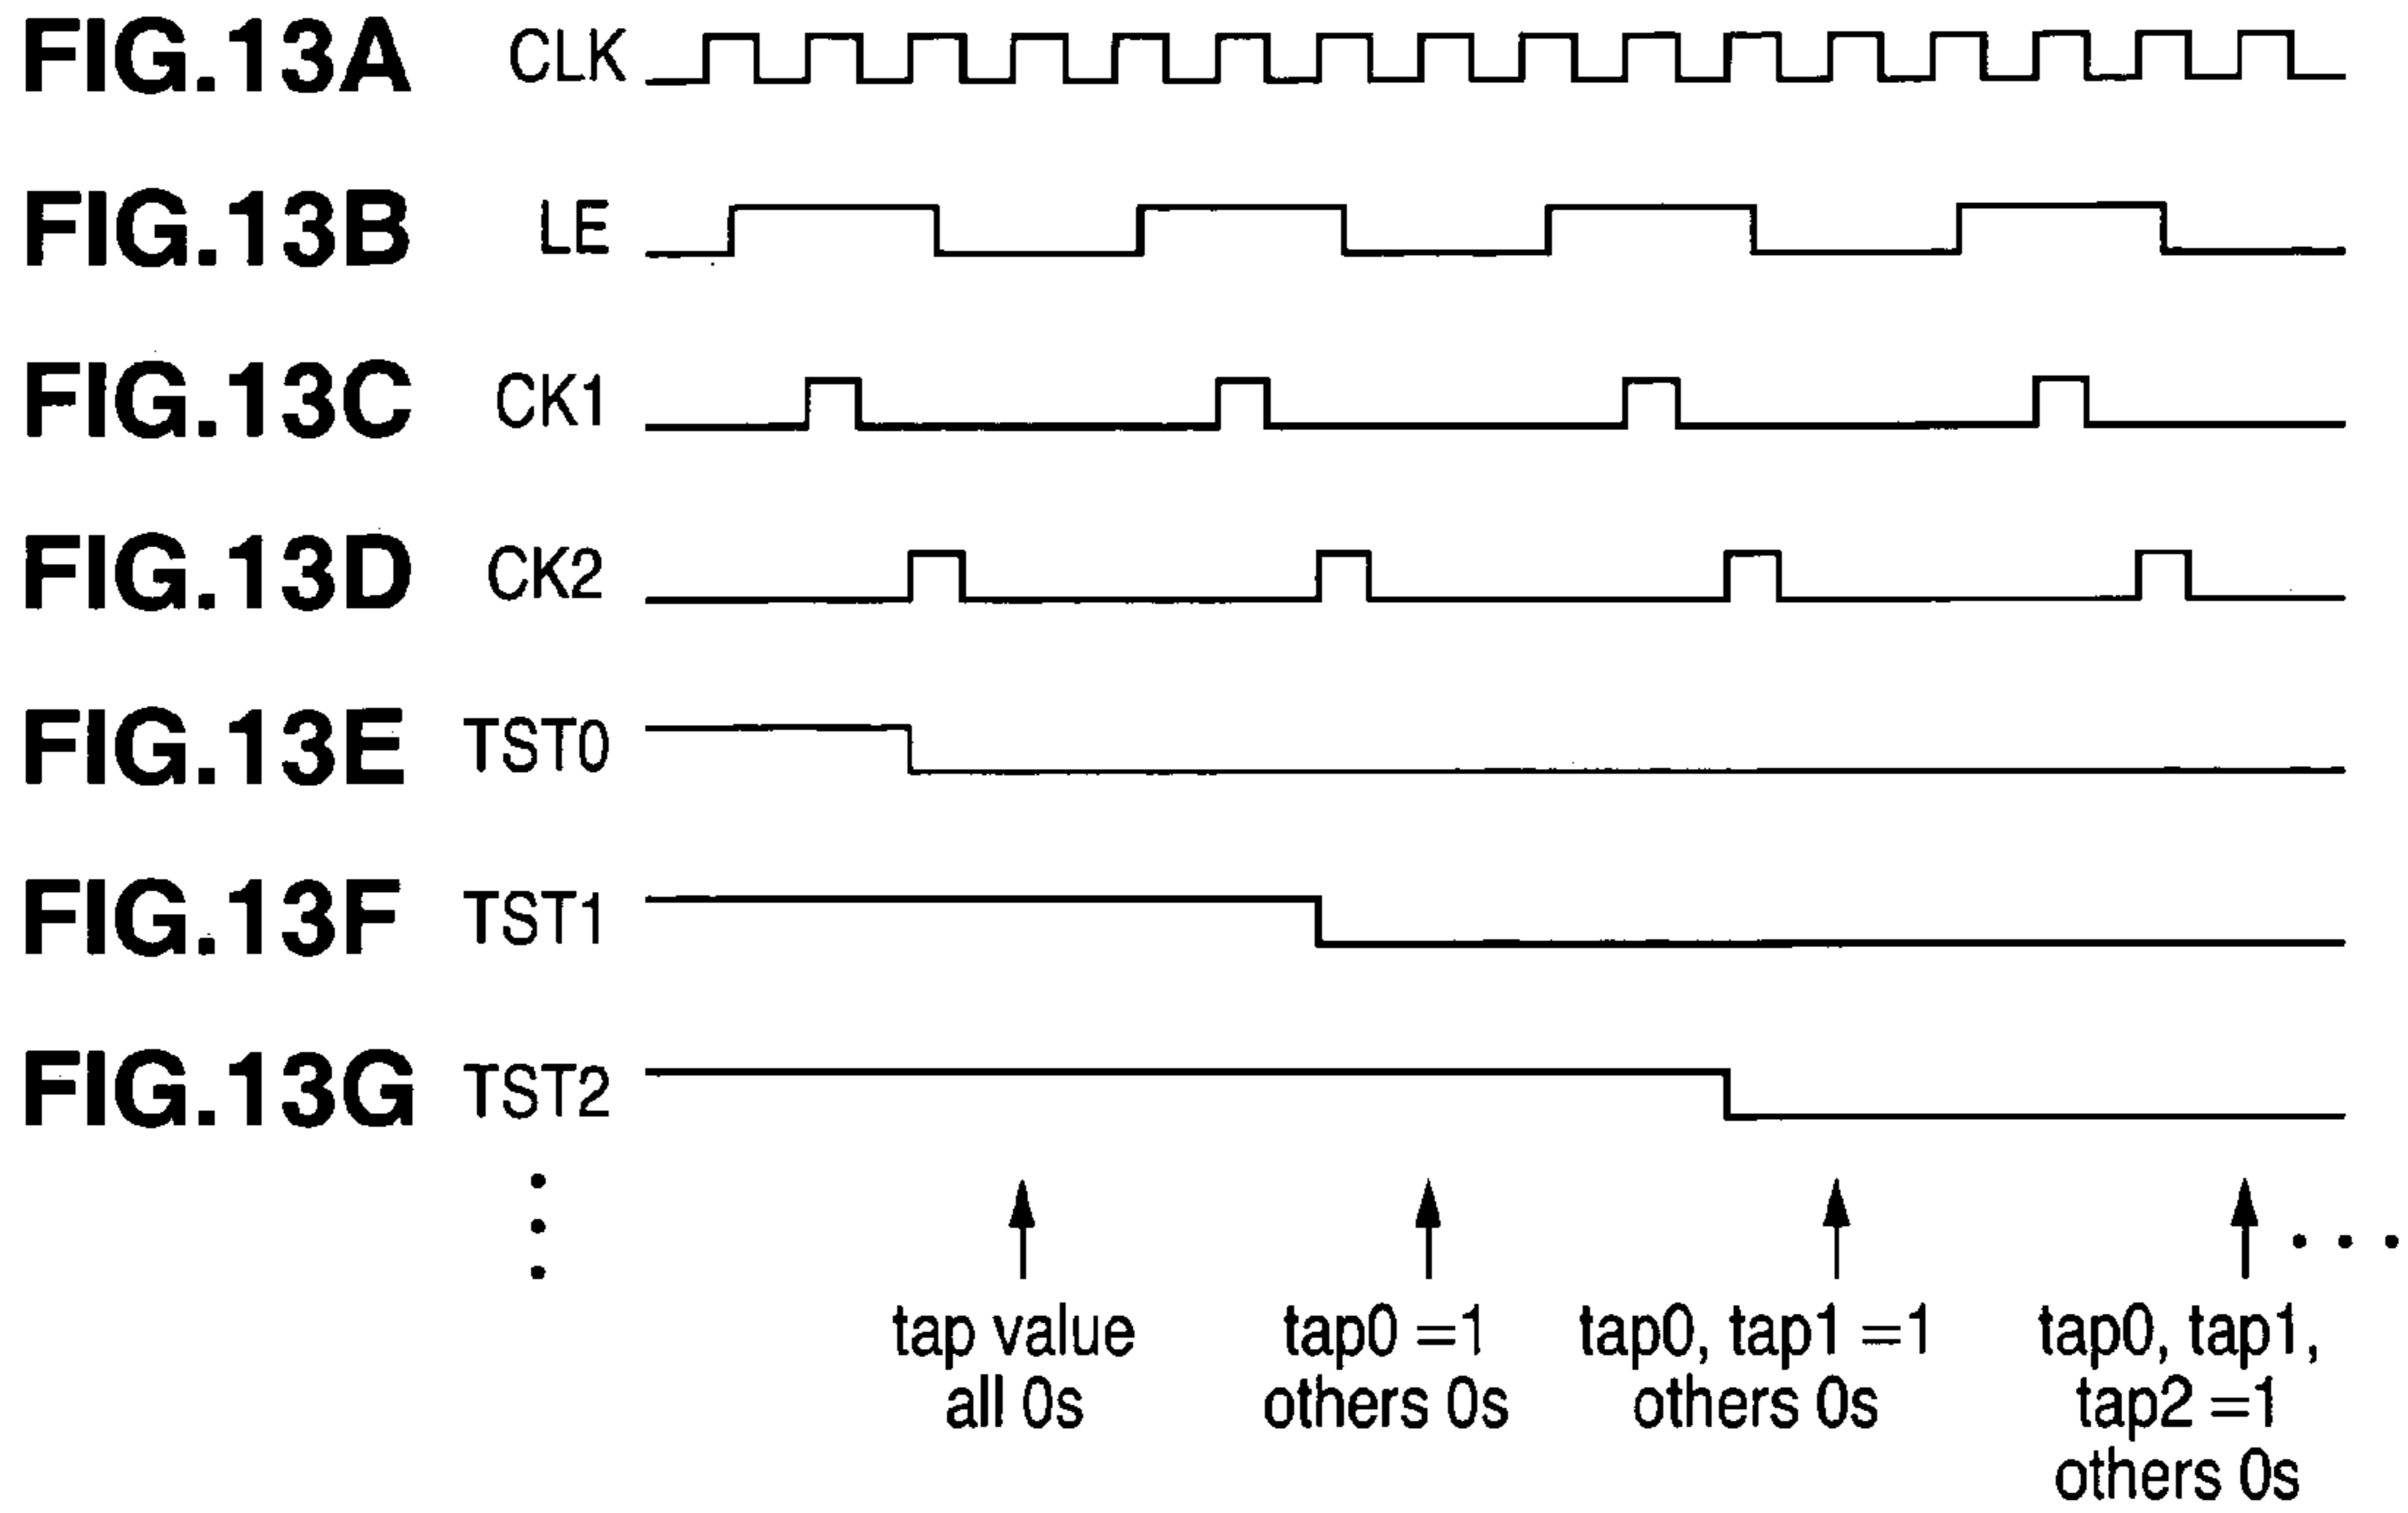 FIG.13A CLK
FIG.13B LE
FIG.13C CK1
FIG.13D CK2
FIG.13E TST0
FIG.13F TST1
FIG.13G TST2
tap value
all 0s
tap0 =1
others 0s
tap0, tap1 =1
others 0s
tap0, tap1,
tap2 =1
others 0s